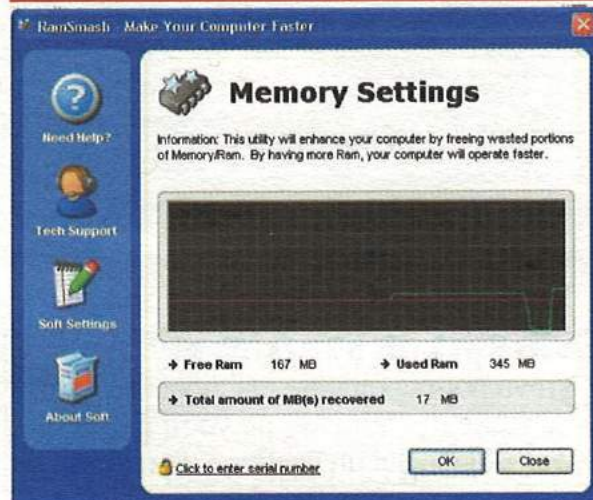 RamSmash - Make Your Computer Faster
Need Help?
Tech Support
Soft Settings
About Soft
Memory Settings
Information: This utility will enhance your computer by freeing wasted portions
of Memory/Ram. By having more Ram, your computer will operate faster.
Free Ram 167 MB Used Ram 345 MB
Total amount of MB(s) recovered 17 MB
Click to enter serial number
OK Close